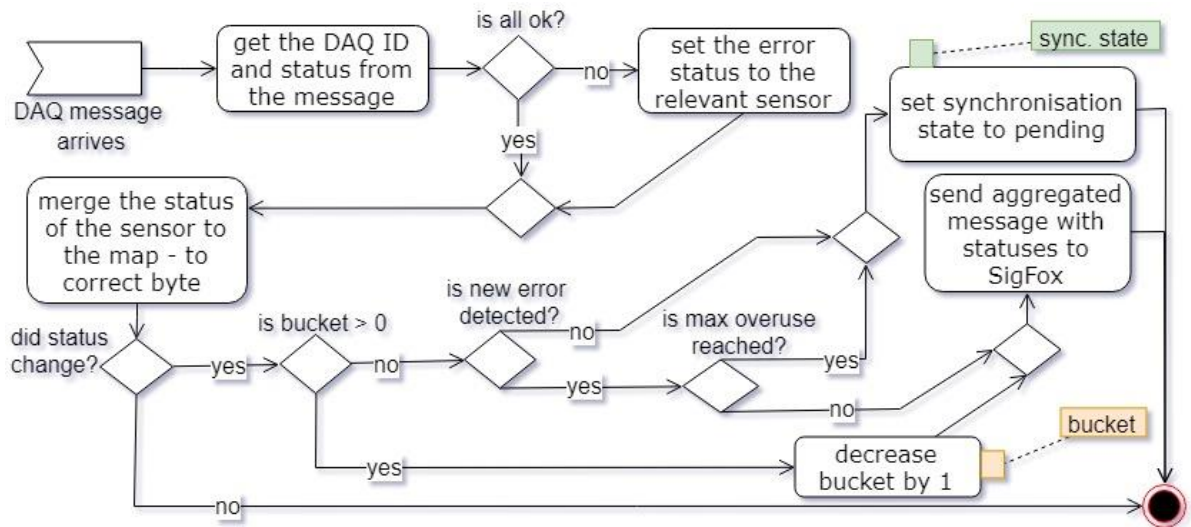 is all ok?
get the DAQ ID
and status from
the message
DAQ message
arrives
no
yes
set the error
status to the
relevant sensor
sync. state
set synchronisation
state to pending
merge the status
of the sensor to
the map - to
correct byte
send aggregated
message with
statuses to
SigFox
did status
change?
yes
no
is bucket > 0
no
yes
is new error
detected?
no
yes
is max overuse
reached?
yes
no
decrease
bucket by 1
bucket